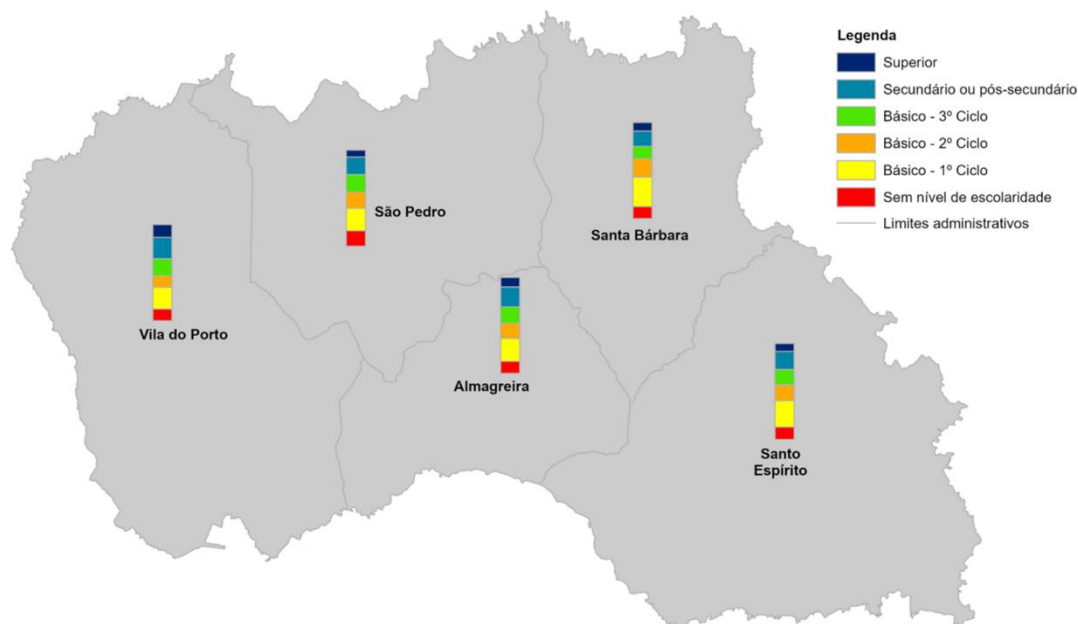 Legenda
Superior
Secundário ou pós-secundário
Básico - 3º Ciclo
Básico - 2º Ciclo
Básico - 1º Ciclo
Sem nível de escolaridade
Limites administrativos
São Pedro
Santa Bárbara
Vila do Porto
Almagreira
Santo
Espírito